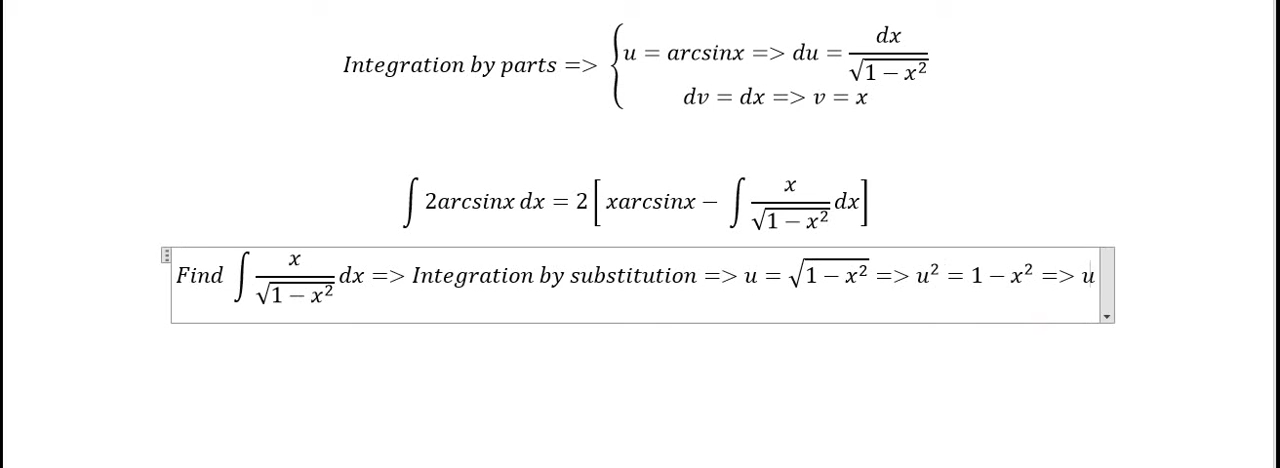 Integration by parts => { u = arcsinx => du = dx / √(1 − x²)
dv = dx => v = x
∫ 2arcsinx dx = 2 [ xarcsinx − ∫ x / √(1 − x²) dx ]
Find ∫ x / √(1 − x²) dx => Integration by substitution => u = √(1 − x²) => u² = 1 − x² => u